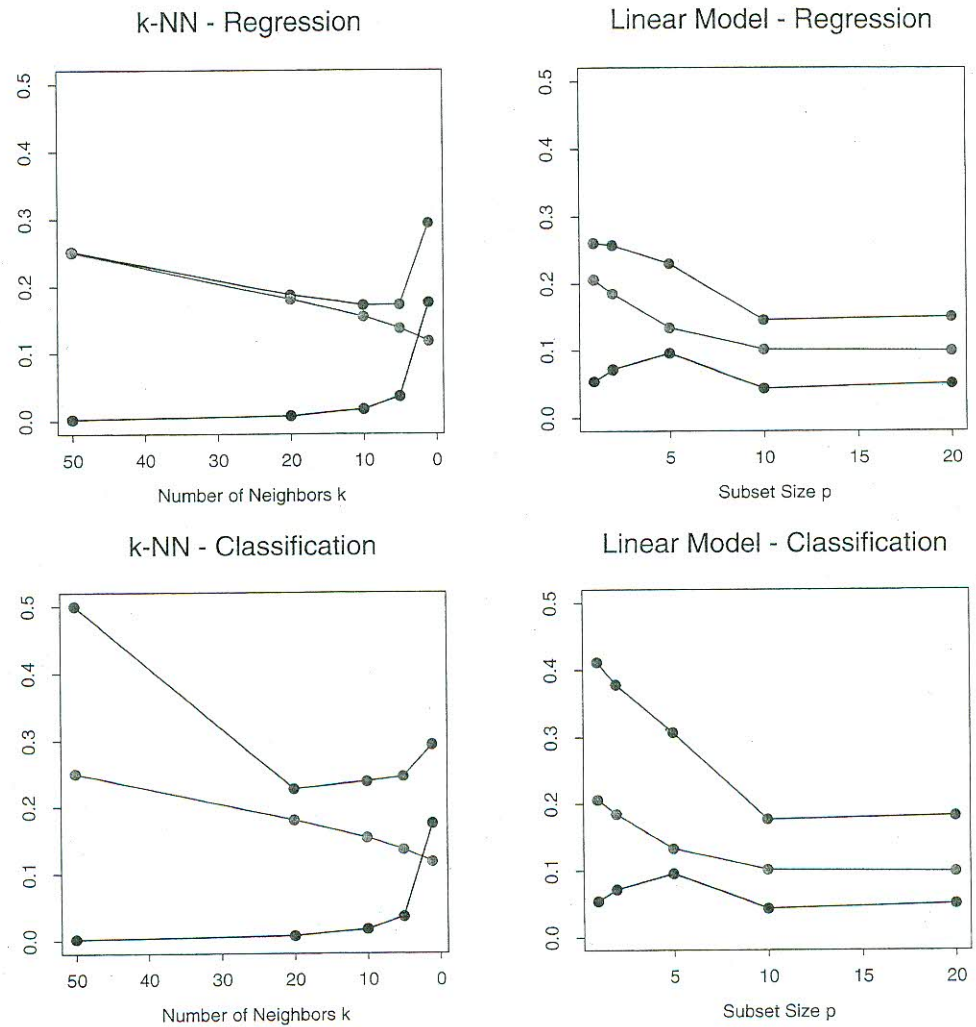 k-NN - Regression
0.5
0.4
0.3
0.2
0.1
0.0
50 40 30 20 10 0
Number of Neighbors k
Linear Model - Regression
0.5
0.4
0.3
0.2
0.1
0.0
5 10 15 20
Subset Size p
k-NN - Classification
0.5
0.4
0.3
0.2
0.1
0.0
50 40 30 20 10 0
Number of Neighbors k
Linear Model - Classification
0.5
0.4
0.3
0.2
0.1
0.0
5 10 15 20
Subset Size p